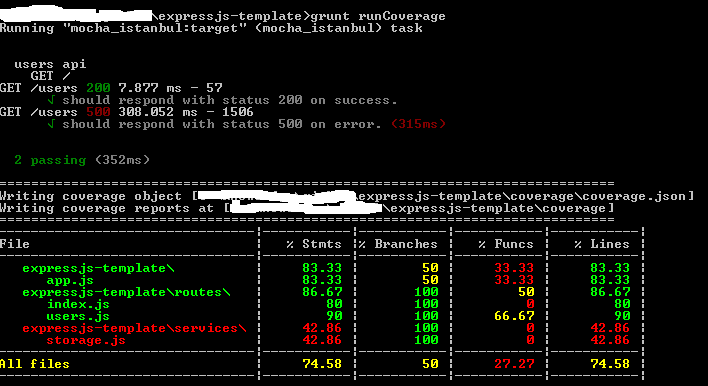 \expressjs-template>grunt runCoverage
Running "mocha_istanbul:target" (mocha_istanbul) task
users api
GET /
GET /users 200 7.877 ms - 57
√ should respond with status 200 on success.
GET /users 500 308.052 ms - 1506
√ should respond with status 500 on error. (315ms)
2 passing (352ms)
=============================================================================
Writing coverage object [\expressjs-template\coverage\coverage.json]
Writing coverage reports at [\expressjs-template\coverage]
=============================================================================
-------------------------------|-----------|-----------|-----------|-----------|
File | % Stmts | % Branches | % Funcs | % Lines |
-------------------------------|-----------|-----------|-----------|-----------|
expressjs-template\ | 83.33 | 50 | 33.33 | 83.33 |
app.js | 83.33 | 50 | 33.33 | 83.33 |
expressjs-template\routes\ | 86.67 | 100 | 50 | 86.67 |
index.js | 80 | 100 | 0 | 80 |
users.js | 90 | 100 | 66.67 | 90 |
expressjs-template\services\ | 42.86 | 100 | 0 | 42.86 |
storage.js | 42.86 | 100 | 0 | 42.86 |
-------------------------------|-----------|-----------|-----------|-----------|
All files | 74.58 | 50 | 27.27 | 74.58 |
-------------------------------|-----------|-----------|-----------|-----------|